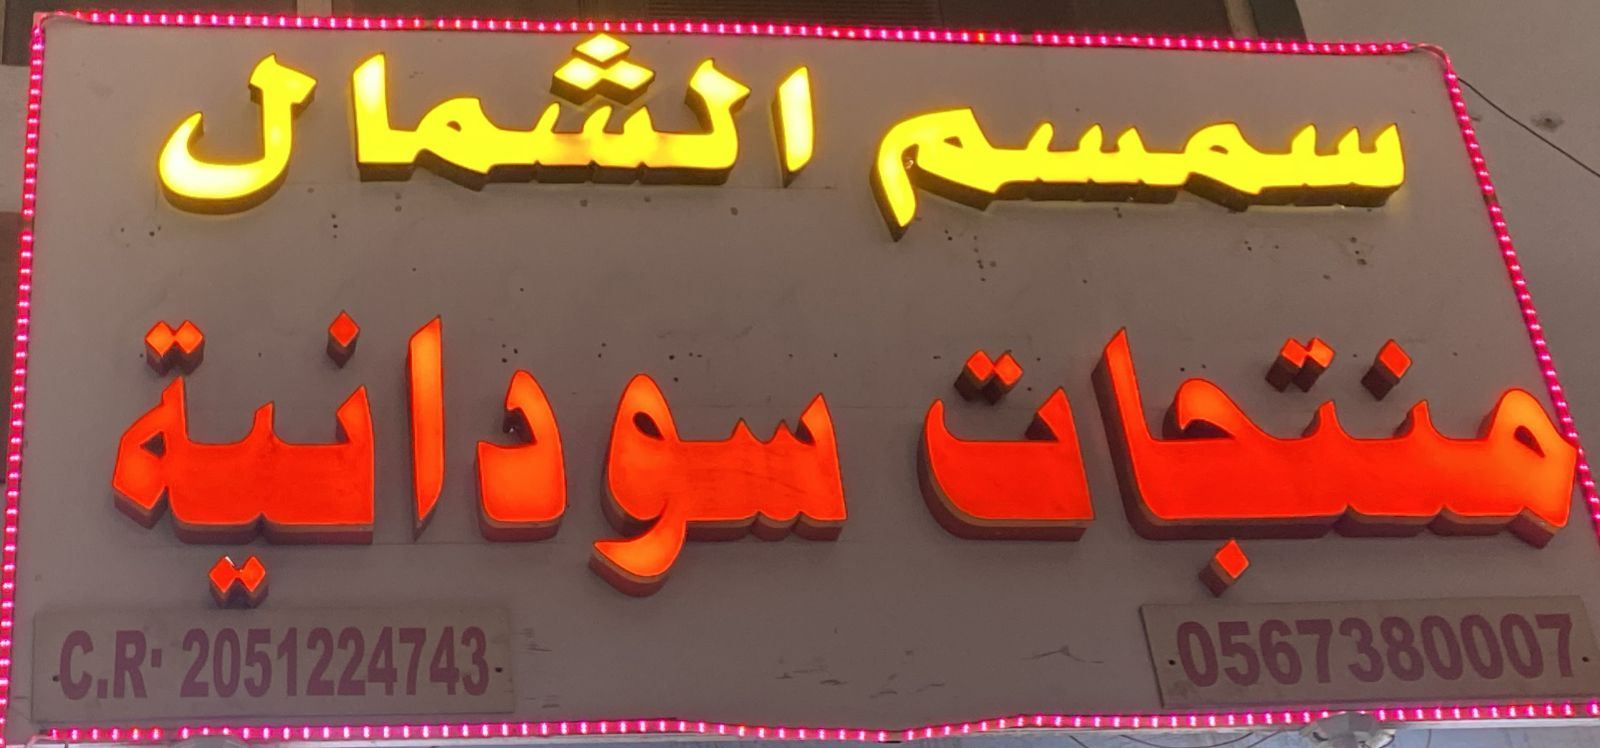 سمسم الشمال
منتجات سودانية
C.R. 2051224743
0567380007